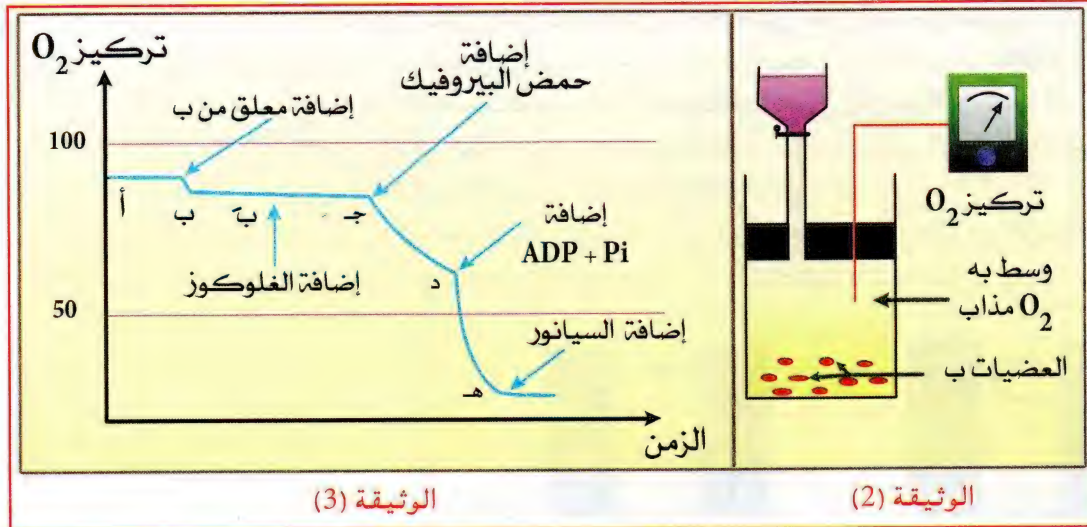 تركيز O₂
100
50
إضافة معلق من ب
إضافة
حمض البيروفيك
إضافة الغلوكوز
إضافة
ADP + Pi
إضافة السيانور
أ
ب
بَ
جـ
د
هـ
الزمن
الوثيقة (3)
تركيز O₂
وسط به
O₂ مذاب
العضيات ب
الوثيقة (2)